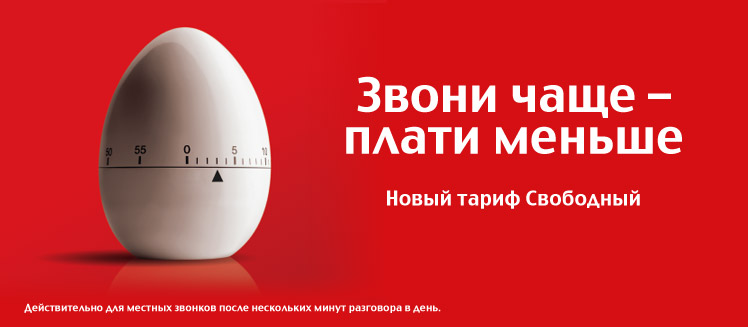 Звони чаще –
плати меньше
Новый тариф Свободный
50 55 0 5 10
Действительно для местных звонков после нескольких минут разговора в день.